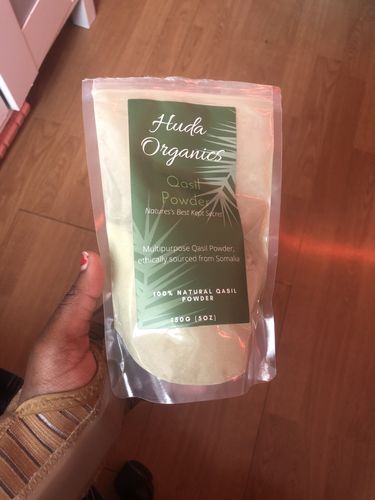 Huda
Organics
Qasil
Powder
Natures's Best Kept Secret
Multipurpose Qasil Powder,
ethically sourced from Somalia
100% NATURAL QASIL
POWDER
150G (5OZ)